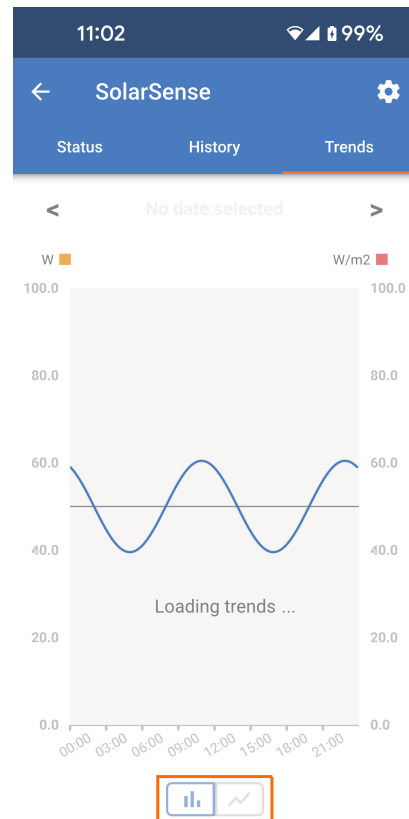 11:02 99%
SolarSense
Status History Trends
< No date selected >
W W/m2
100.0 100.0
80.0 80.0
60.0 60.0
40.0 40.0
Loading trends ...
20.0 20.0
0.0 0.0
00:00 03:00 06:00 09:00 12:00 15:00 18:00 21:00